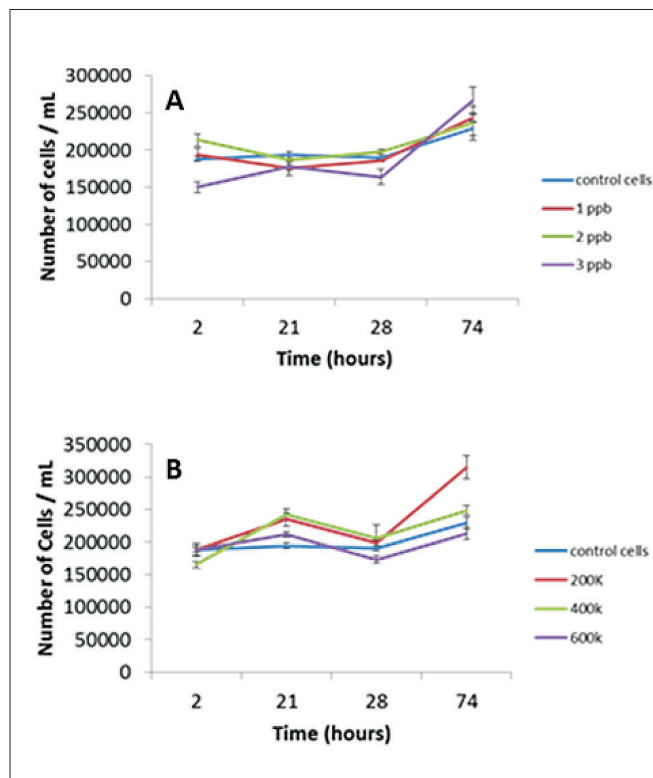 A
Number of cells / mL
300000
250000
200000
150000
100000
50000
0
2 21 28 74
Time (hours)
control cells
1 ppb
2 ppb
3 ppb
B
Number of Cells / mL
350000
300000
250000
200000
150000
100000
50000
0
2 21 28 74
Time (hours)
control cells
200K
400k
600k